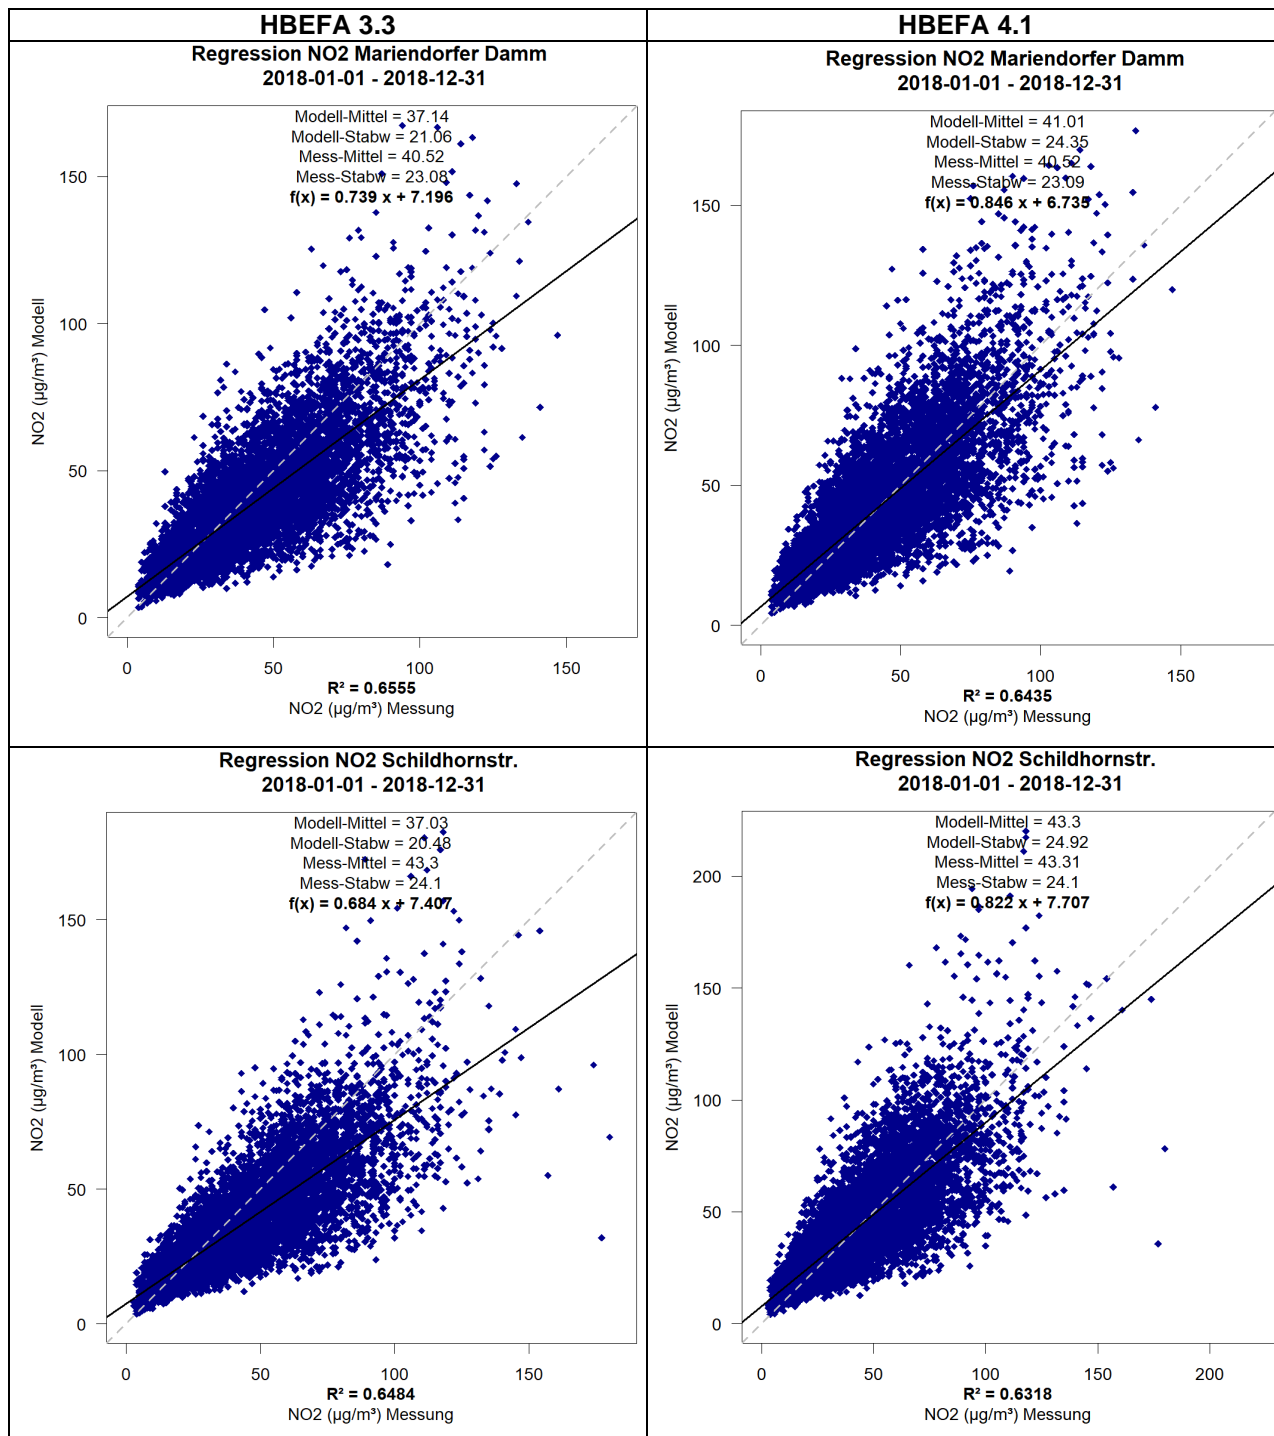 HBEFA 3.3
HBEFA 4.1
Regression NO2 Mariendorfer Damm
2018-01-01 - 2018-12-31
Modell-Mittel = 37.14
Modell-Stabw = 21.06
Mess-Mittel = 40.52
Mess-Stabw = 23.08
f(x) = 0.739 x + 7.196
NO2 (µg/m³) Modell
150
100
50
0
0 50 100 150
R² = 0.6555
NO2 (µg/m³) Messung
Regression NO2 Mariendorfer Damm
2018-01-01 - 2018-12-31
Modell-Mittel = 41.01
Modell-Stabw = 24.35
Mess-Mittel = 40.52
Mess-Stabw = 23.09
f(x) = 0.846 x + 6.735
NO2 (µg/m³) Modell
150
100
50
0
0 50 100 150
R² = 0.6435
NO2 (µg/m³) Messung
Regression NO2 Schildhornstr.
2018-01-01 - 2018-12-31
Modell-Mittel = 37.03
Modell-Stabw = 20.48
Mess-Mittel = 43.3
Mess-Stabw = 24.1
f(x) = 0.684 x + 7.407
NO2 (µg/m³) Modell
150
100
50
0
0 50 100 150
R² = 0.6484
NO2 (µg/m³) Messung
Regression NO2 Schildhornstr.
2018-01-01 - 2018-12-31
Modell-Mittel = 43.3
Modell-Stabw = 24.92
Mess-Mittel = 43.31
Mess-Stabw = 24.1
f(x) = 0.822 x + 7.707
NO2 (µg/m³) Modell
200
150
100
50
0
0 50 100 150 200
R² = 0.6318
NO2 (µg/m³) Messung